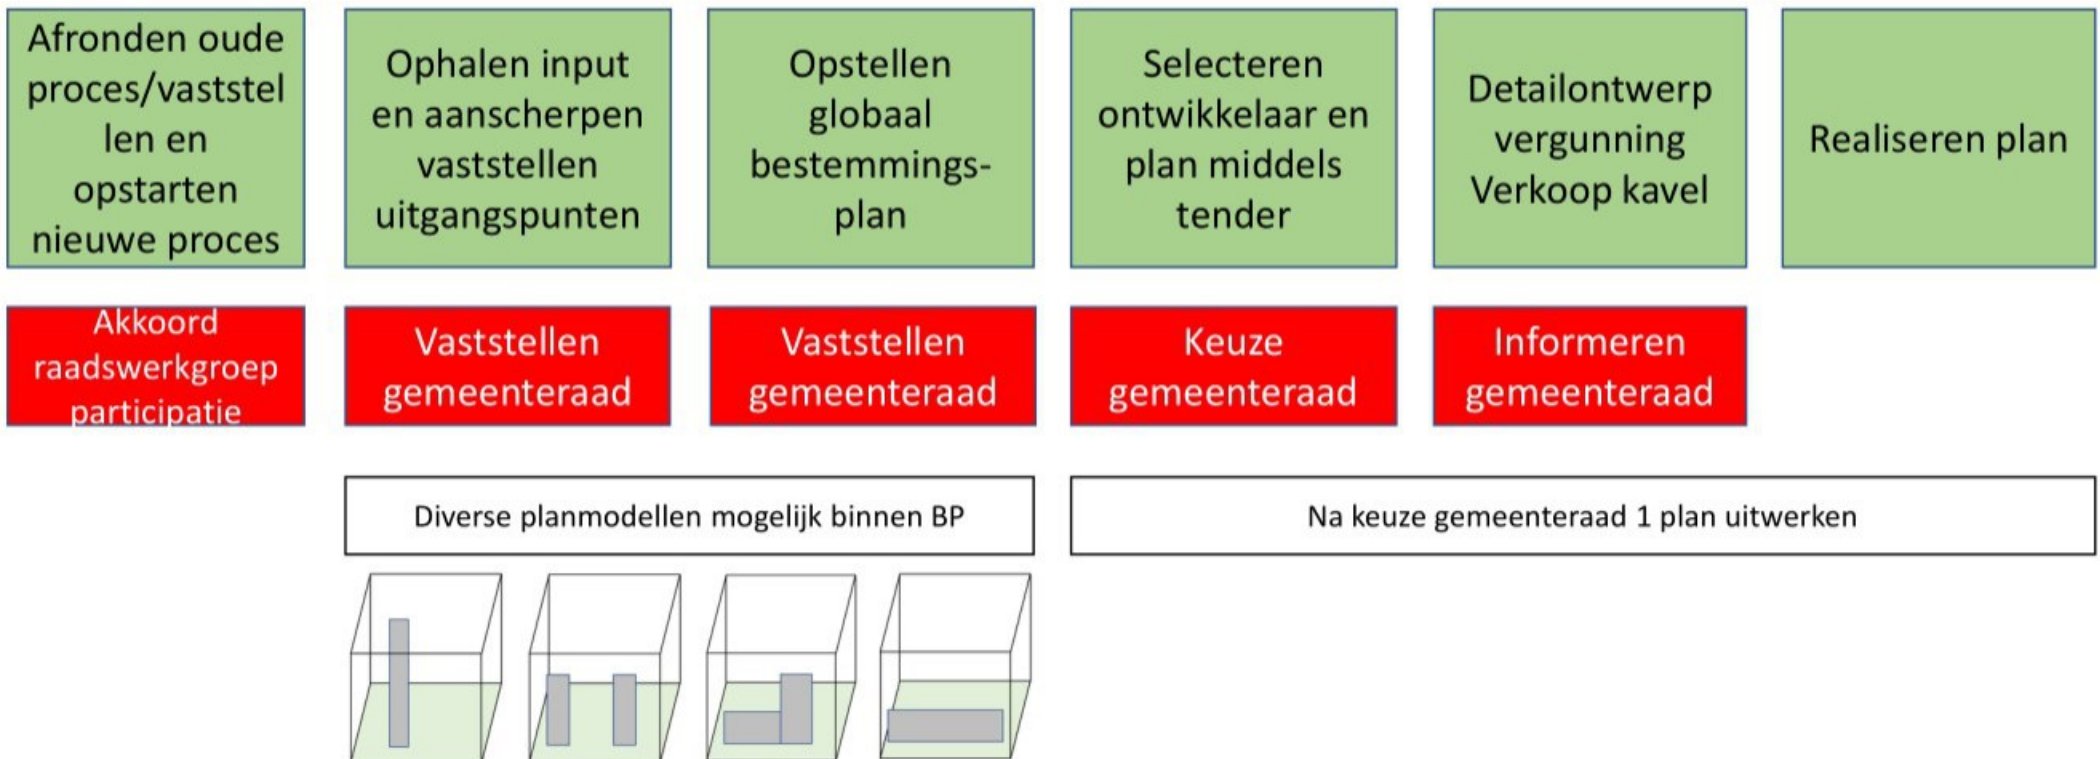 Afronden oude
proces/vaststel
len en
opstarten
nieuwe proces
Ophalen input
en aanscherpen
vaststellen
uitgangspunten
Opstellen
globaal
bestemmings-
plan
Selecteren
ontwikkelaar en
plan middels
tender
Detailontwerp
vergunning
Verkoop kavel
Realiseren plan
Akkoord
raadswerkgroep
participatie
Vaststellen
gemeenteraad
Vaststellen
gemeenteraad
Keuze
gemeenteraad
Informeren
gemeenteraad
Diverse planmodellen mogelijk binnen BP
Na keuze gemeenteraad 1 plan uitwerken